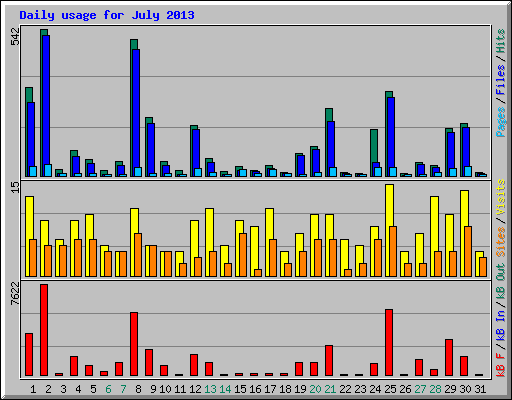 Daily usage for July 2013
542
Pages / Files / Hits
15
Sites / Visits
7622
kB F / kB In / kB Out
1 2 3 4 5 6 7 8 9 10 11 12 13 14 15 16 17 18 19 20 21 22 23 24 25 26 27 28 29 30 31